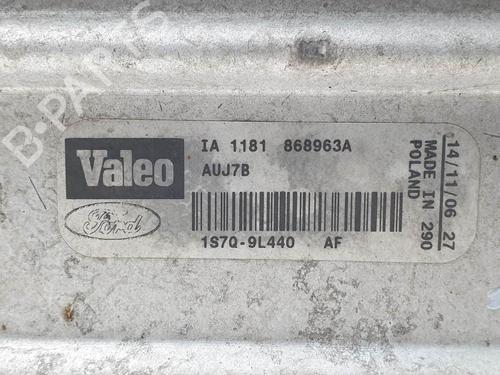 B-PARTS
Valeo
Ford
IA 1181 868963A
AUJ7B
1S7Q-9L440 AF
14/11/06 27
MADE IN 290
POLAND